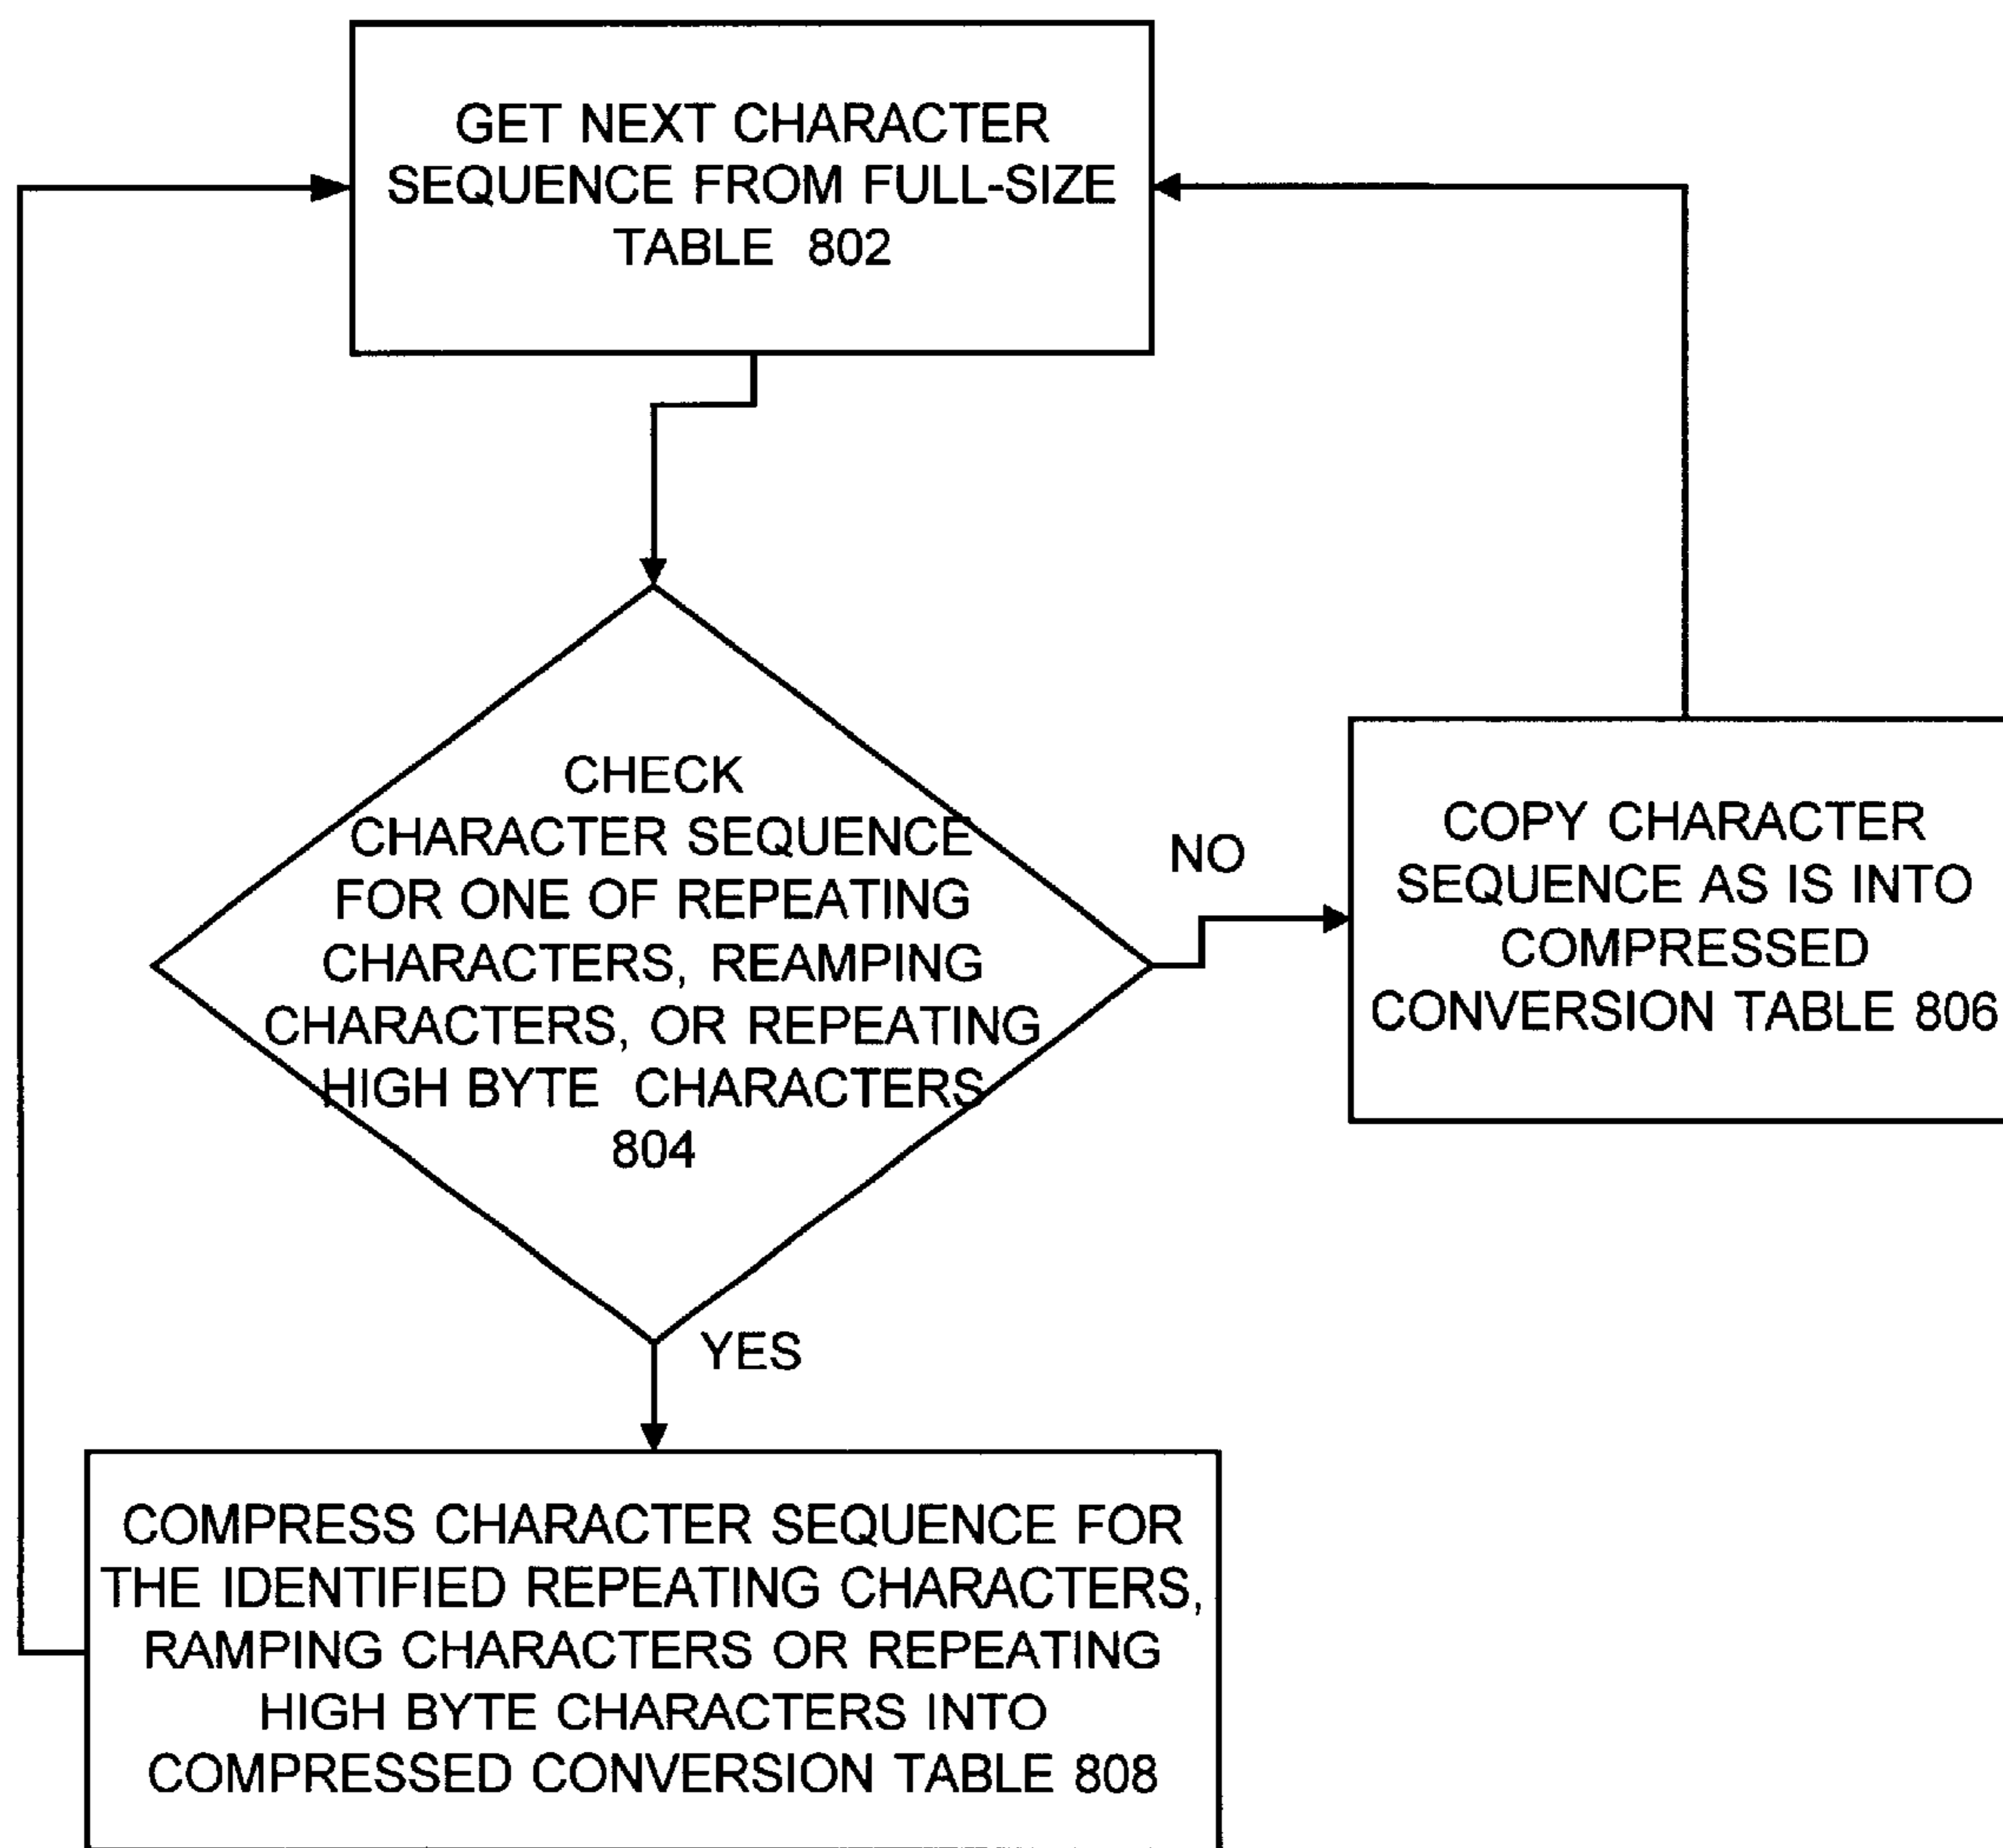 GET NEXT CHARACTER
SEQUENCE FROM FULL-SIZE
TABLE 802
CHECK
CHARACTER SEQUENCE
FOR ONE OF REPEATING
CHARACTERS, REAMPING
CHARACTERS, OR REPEATING
HIGH BYTE CHARACTERS
804
NO
COPY CHARACTER
SEQUENCE AS IS INTO
COMPRESSED
CONVERSION TABLE 806
YES
COMPRESS CHARACTER SEQUENCE FOR
THE IDENTIFIED REPEATING CHARACTERS,
RAMPING CHARACTERS OR REPEATING
HIGH BYTE CHARACTERS INTO
COMPRESSED CONVERSION TABLE 808